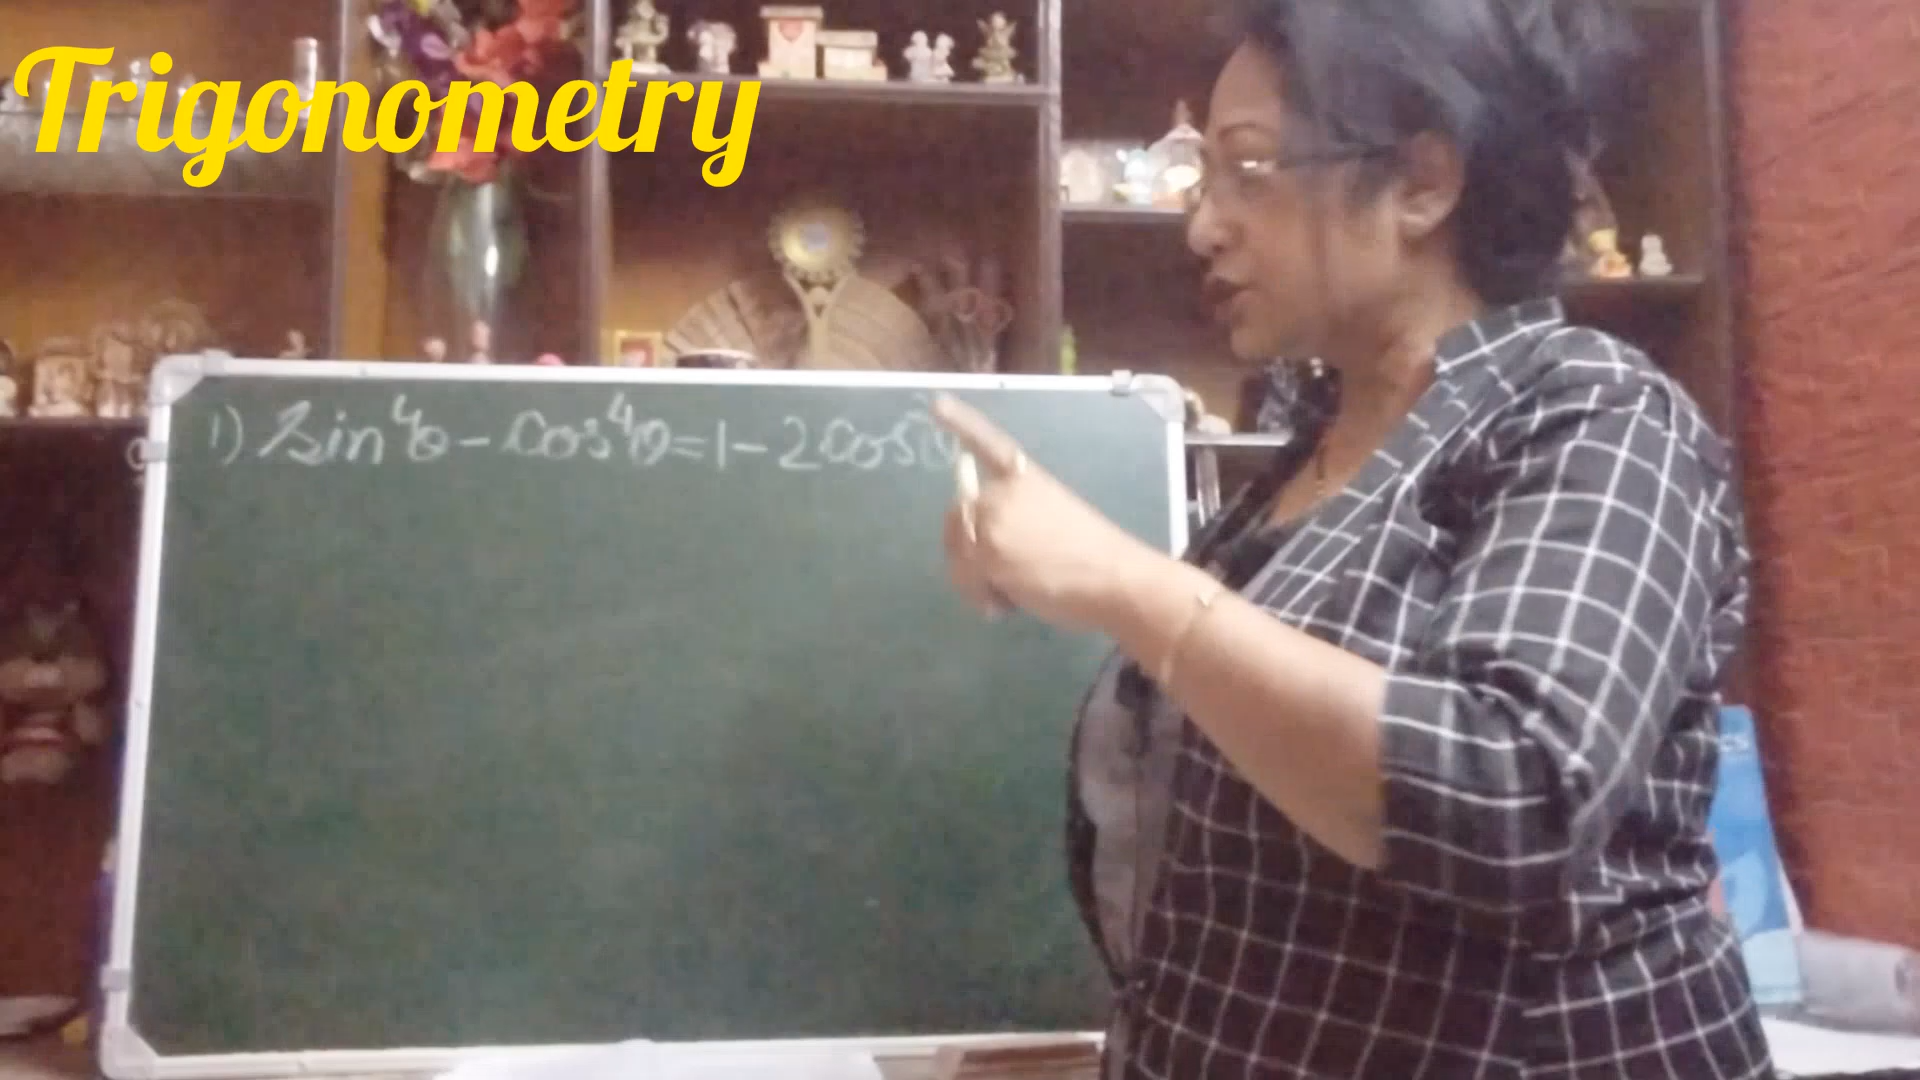 Trigonometry
1) Sin⁴θ - Cos⁴θ = 1 - 2Cos²θ